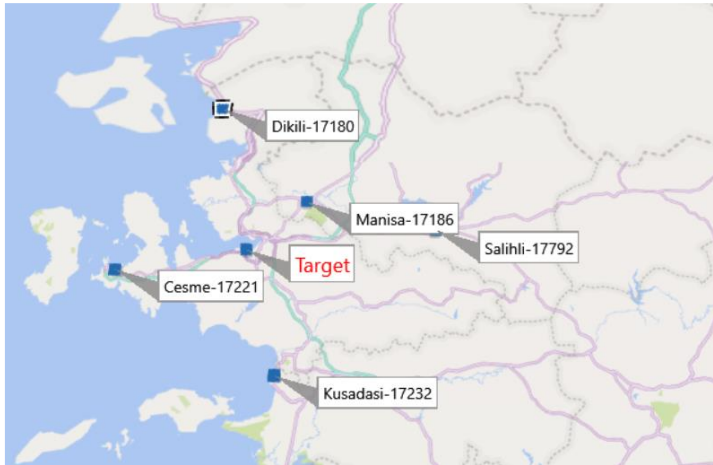 Dikili-17180
Manisa-17186
Salihli-17792
Target
Cesme-17221
Kusadasi-17232